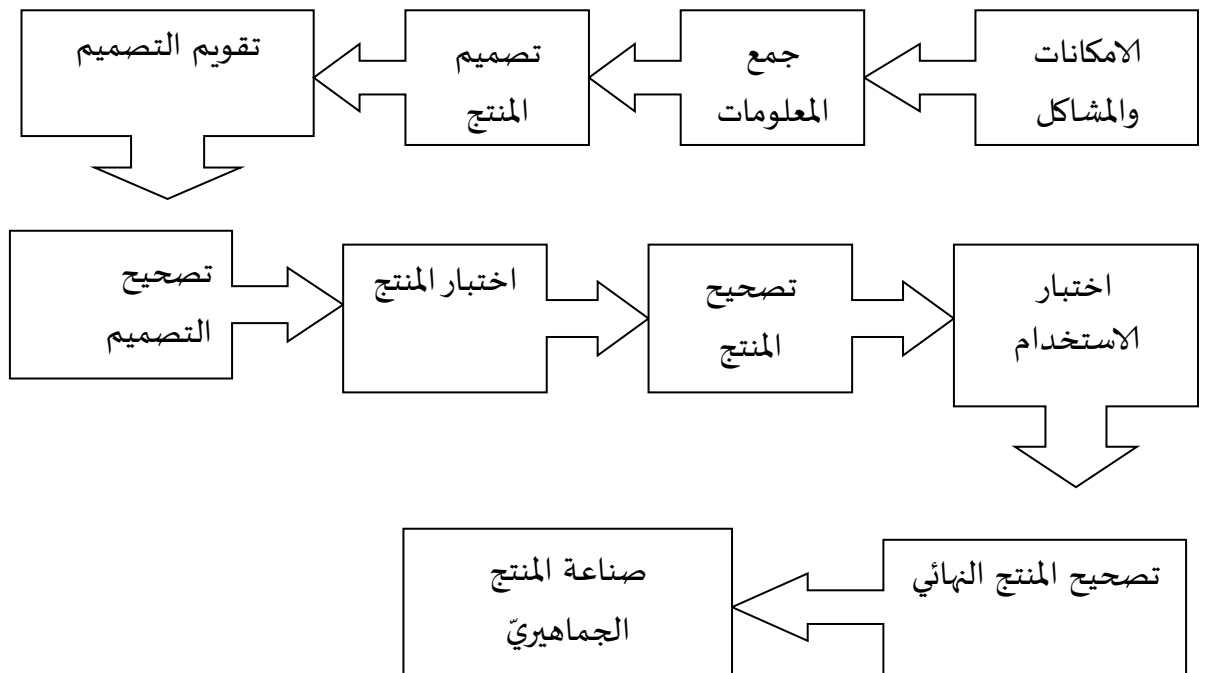 الامكانات
والمشاكل
جمع
المعلومات
تصميم
المنتج
تقويم التصميم
تصحيح
التصميم
اختبار المنتج
تصحيح
المنتج
اختبار
الاستخدام
تصحيح المنتج النهائي
صناعة المنتج
الجماهيريّ